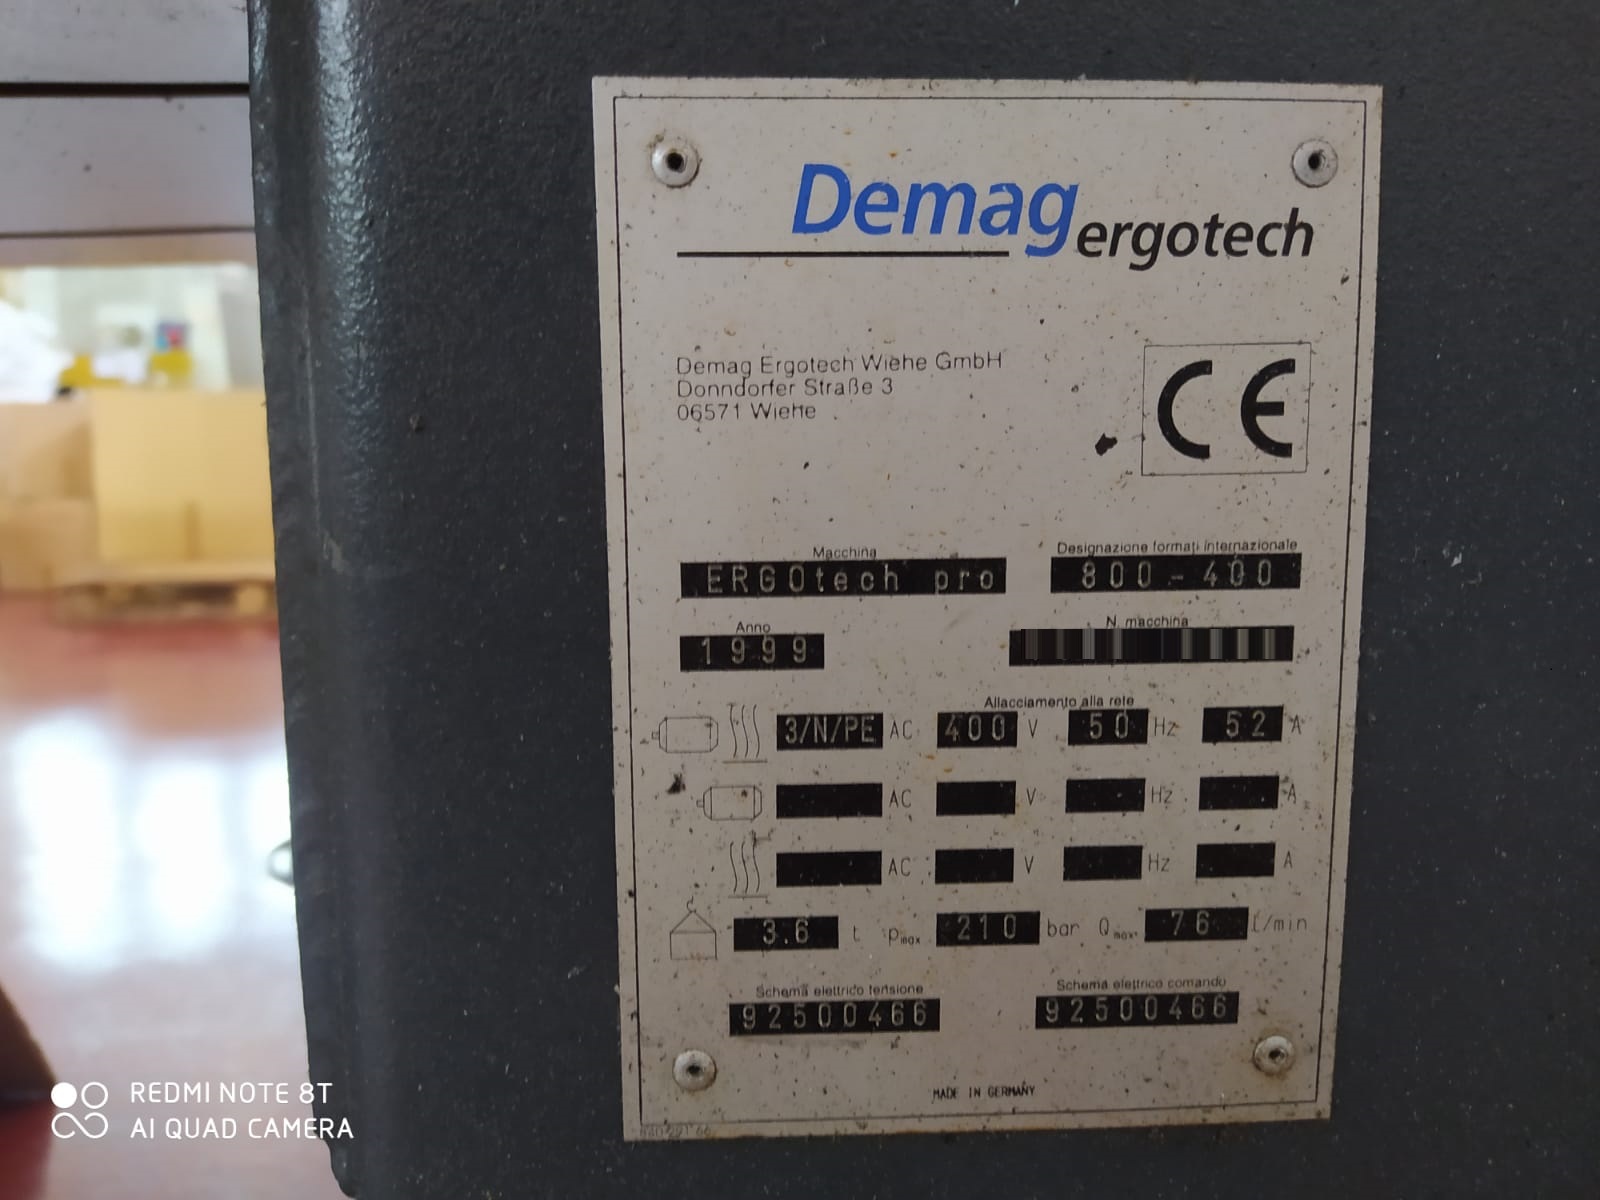 Demag ergotech
Demag Ergotech Wiehe GmbH
Donndorfer Straße 3
06571 Wiehe
CE
Macchina
ERGOtech pro
Designazione formati internazionale
800-400
Anno
1999
N. macchina
Allacciamento alla rete
3/N/PE AC 400 V 50 Hz 52 A
AC V Hz A
AC V Hz A
3.6 t pmax 210 bar Qmax. 76 l/min
Schema elettrico tensione
92500466
Schema elettrico comando
92500466
MADE IN GERMANY
REDMI NOTE 8T
AI QUAD CAMERA